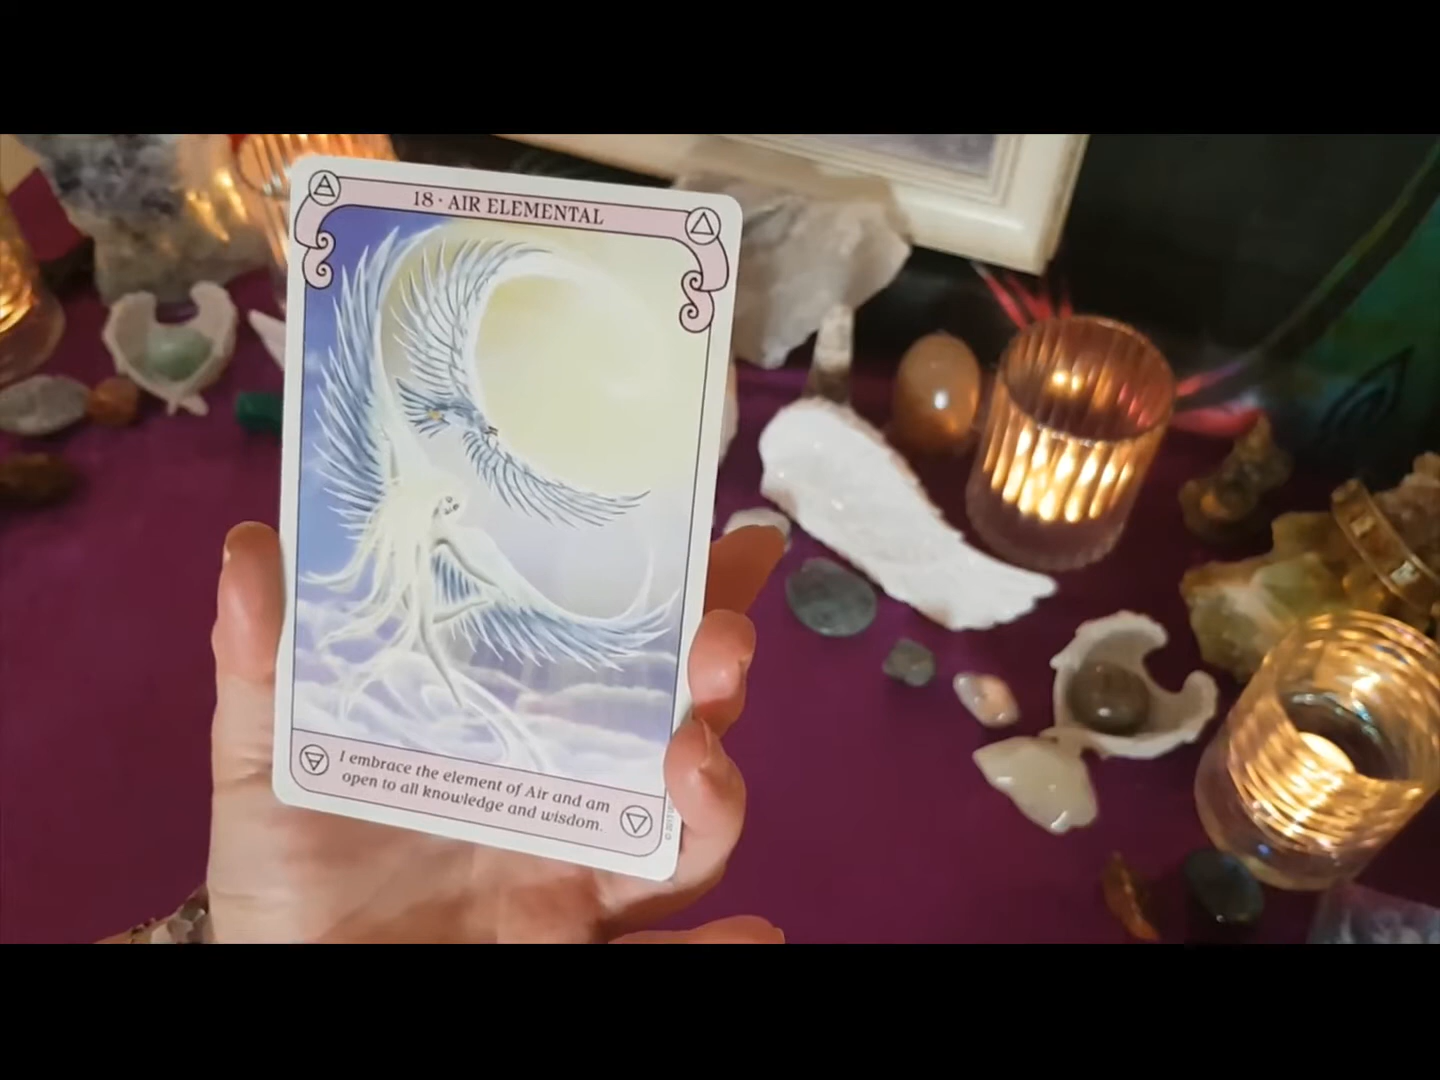 18 · AIR ELEMENTAL
I embrace the element of Air and am
open to all knowledge and wisdom.